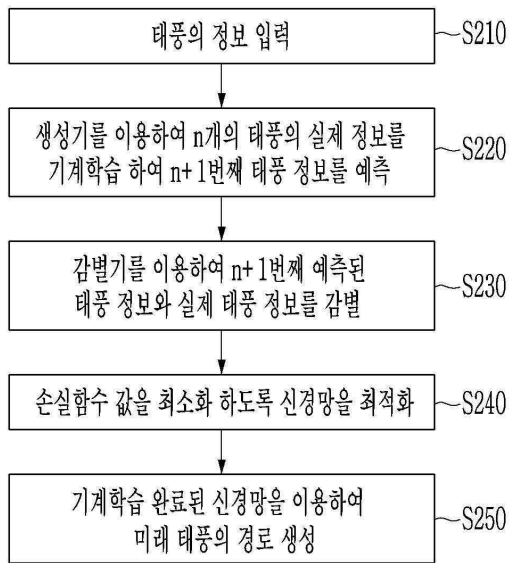 태풍의 정보 입력
S210
생성기를 이용하여 n개의 태풍의 실제 정보를
기계학습 하여 n+1번째 태풍 정보를 예측
S220
감별기를 이용하여 n+1번째 예측된
태풍 정보와 실제 태풍 정보를 감별
S230
손실함수 값을 최소화 하도록 신경망을 최적화
S240
기계학습 완료된 신경망을 이용하여
미래 태풍의 경로 생성
S250